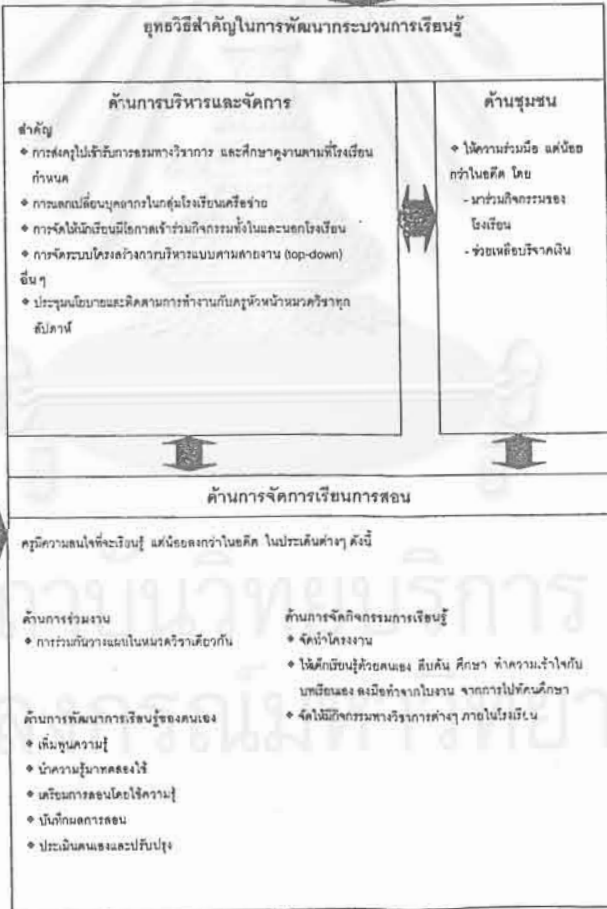 ยุทธวิธีสำคัญในการพัฒนากระบวนการเรียนรู้
ด้านการบริหารและจัดการ
สำคัญ
❖ การส่งครูไปเข้ารับการอบรมทางวิชาการ และศึกษาดูงานตามที่โรงเรียน
กำหนด
❖ การแลกเปลี่ยนบุคลากรในกลุ่มโรงเรียนเครือข่าย
❖ การจัดให้นักเรียนมีโอกาสเข้าร่วมกิจกรรมทั้งในและนอกโรงเรียน
❖ การจัดระบบโครงสร้างการบริหารแบบตามสายงาน (top-down)
อื่น ๆ
❖ ประชุมนโยบายและติดตามการทำงานกับครูหัวหน้าหมวดวิชาทุก
สัปดาห์
ด้านชุมชน
❖ ให้ความร่วมมือ แต่น้อย
กว่าในอดีต โดย
- มาร่วมกิจกรรมของ
โรงเรียน
- ช่วยเหลือบริจาคเงิน
ด้านการจัดการเรียนการสอน
ครูมีความสนใจที่จะเรียนรู้ แต่น้อยลงกว่าในอดีต ในประเด็นต่างๆ ดังนี้
ด้านการร่วมงาน
❖ การร่วมกันวางแผนในหมวดวิชาเดียวกัน
ด้านการพัฒนาการเรียนรู้ของตนเอง
❖ เพิ่มพูนความรู้
❖ นำความรู้มาทดลองใช้
❖ เตรียมการสอนโดยใช้ความรู้
❖ บันทึกผลการสอน
❖ ประเมินตนเองและปรับปรุง
ด้านการจัดกิจกรรมการเรียนรู้
❖ จัดทำโครงงาน
❖ ให้เด็กเรียนรู้ด้วยตนเอง สืบค้น ศึกษา ทำความเข้าใจกับ
บทเรียนเอง ลงมือทำจากใบงาน จากการไปทัศนศึกษา
❖ จัดให้มีกิจกรรมทางวิชาการต่างๆ ภายในโรงเรียน
สถาบันวิทยบริการ
จุฬาลงกรณ์มหาวิทยาลัย